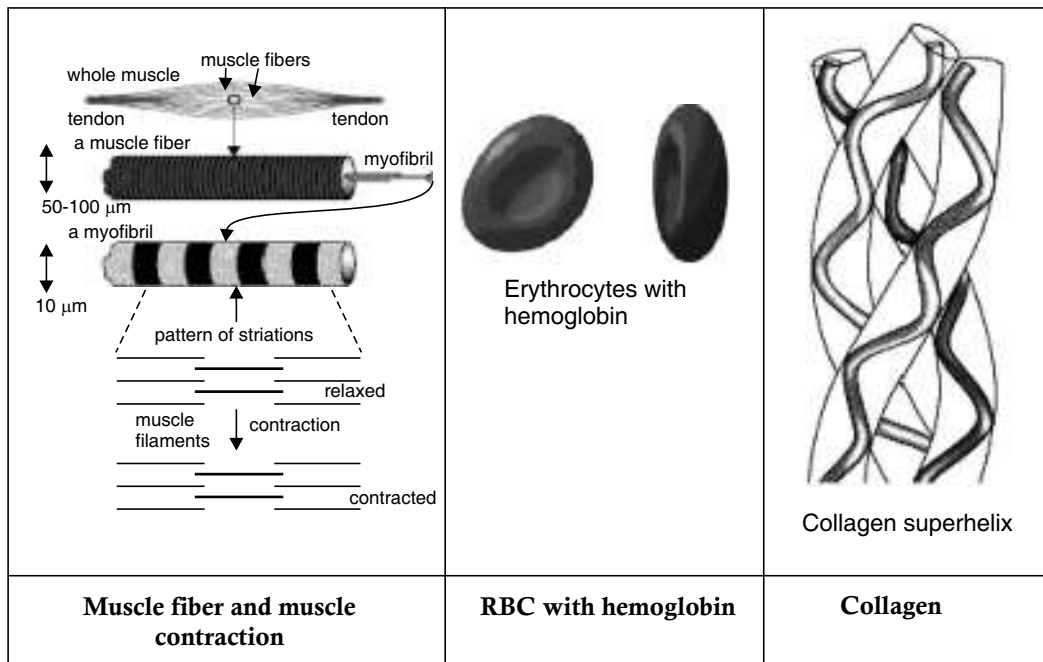 muscle fibers
whole muscle
tendon
tendon
a muscle fiber
myofibril
50-100 μm
a myofibril
10 μm
pattern of striations
relaxed
muscle
filaments
contraction
contracted
Erythrocytes with
hemoglobin
Collagen superhelix
Muscle fiber and muscle
contraction
RBC with hemoglobin
Collagen